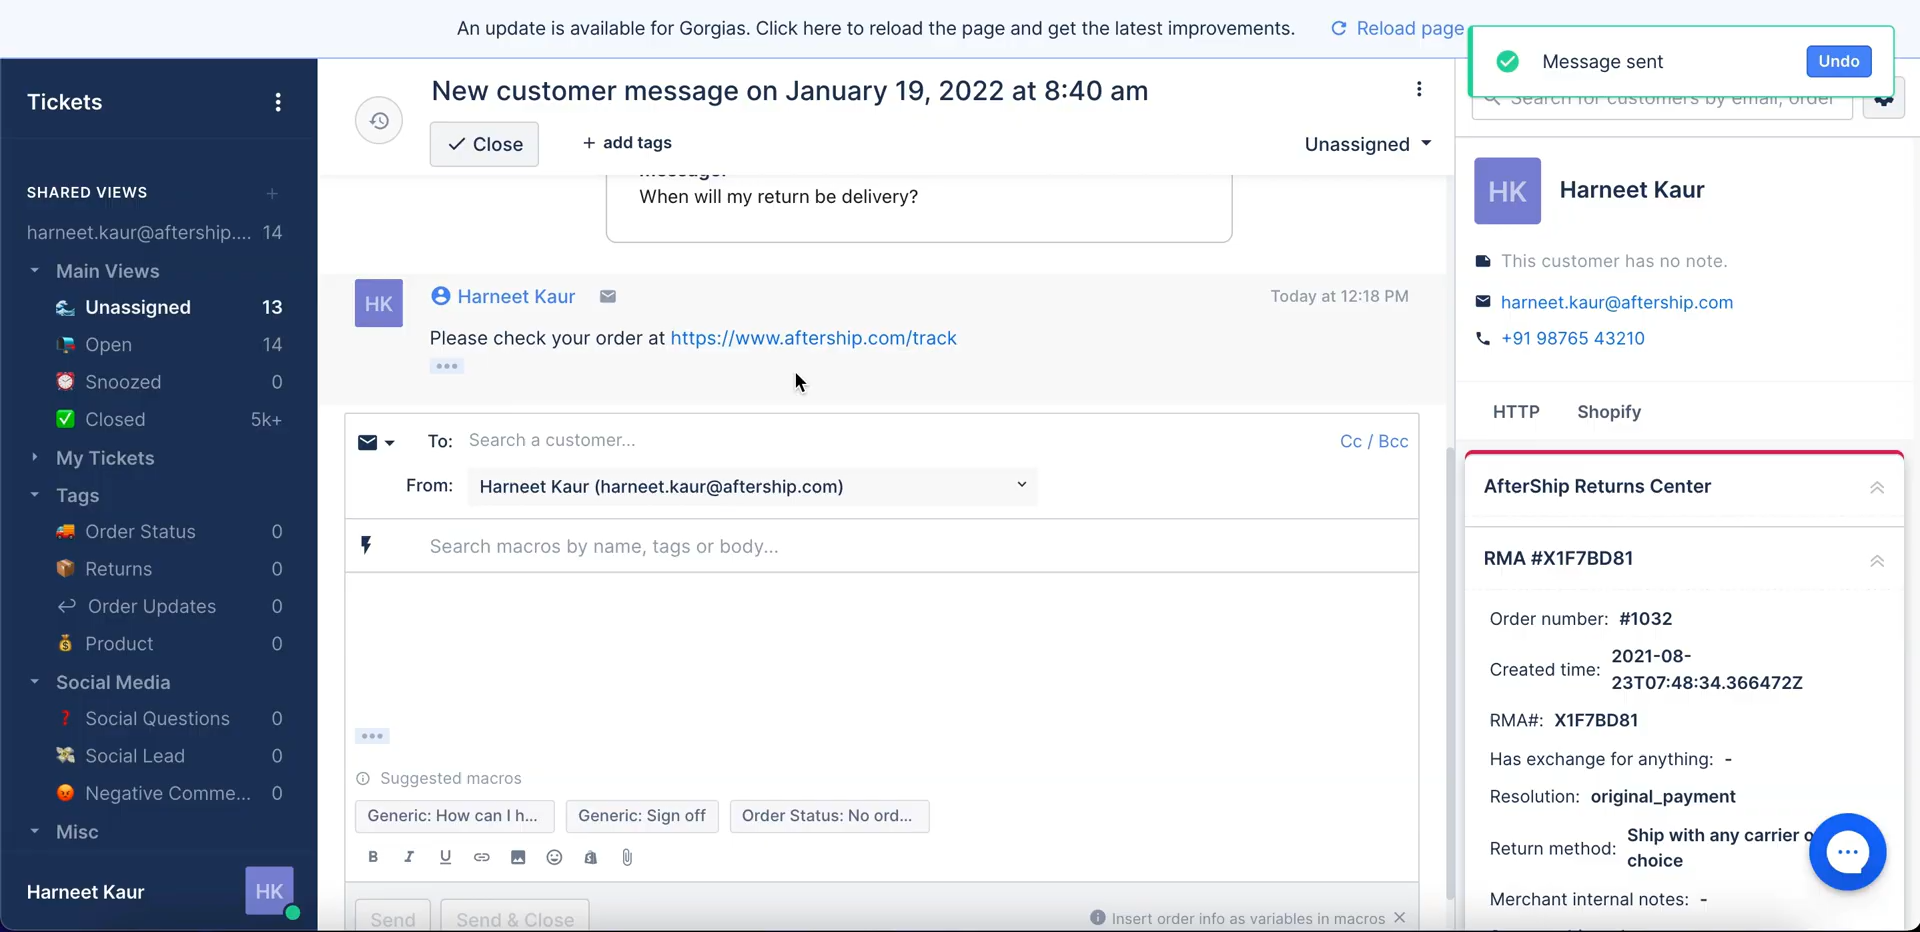 An update is available for Gorgias. Click here to reload the page and get the latest improvements. Reload page
Message sent Undo
Search for customers by email, order
Tickets
SHARED VIEWS
harneet.kaur@aftership.... 14
Main Views
Unassigned 13
Open 14
Snoozed 0
Closed 5k+
My Tickets
Tags
Order Status 0
Returns 0
Order Updates 0
Product 0
Social Media
Social Questions 0
Social Lead 0
Negative Comme... 0
Misc
Harneet Kaur HK
New customer message on January 19, 2022 at 8:40 am
Close + add tags Unassigned
message:
When will my return be delivery?
HK Harneet Kaur Today at 12:18 PM
Please check your order at https://www.aftership.com/track
To: Search a customer... Cc / Bcc
From: Harneet Kaur (harneet.kaur@aftership.com)
Search macros by name, tags or body...
Suggested macros
Generic: How can I h... Generic: Sign off Order Status: No ord...
B I U
Send Send & Close Insert order info as variables in macros
HK Harneet Kaur
This customer has no note.
harneet.kaur@aftership.com
+91 98765 43210
HTTP Shopify
AfterShip Returns Center
RMA #X1F7BD81
Order number: #1032
Created time: 2021-08-
23T07:48:34.366472Z
RMA#: X1F7BD81
Has exchange for anything: -
Resolution: original_payment
Return method: Ship with any carrier o
choice
Merchant internal notes: -